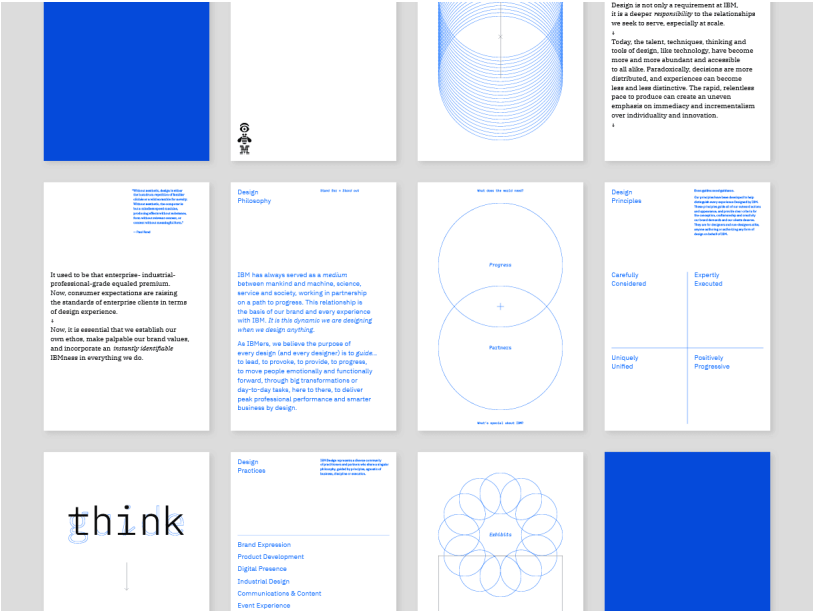 Design is not only a requirement at IBM,
it is a deeper responsibility to the relationships
we seek to serve, especially at scale.
↓
Today, the talent, techniques, thinking and
tools of design, like technology, have become
more and more abundant and accessible
to all alike. Paradoxically, decisions are more
distributed, and experiences can become
less and less distinctive. The rapid, relentless
pace to produce can create an uneven
emphasis on immediacy and incrementalism
over individuality and innovation.
↓
— Paul Rand
It used to be that enterprise- industrial-
professional-grade equaled premium.
Now, consumer expectations are raising
the standards of enterprise clients in terms
of design experience.
↓
Now, it is essential that we establish our
own ethos, make palpable our brand values,
and incorporate an instantly identifiable
IBMness in everything we do.
Design
Philosophy
Stand for + Stand out
IBM has always served as a medium
between mankind and machine, science,
service and society, working in partnership
on a path to progress. This relationship is
the basis of our brand and every experience
with IBM. It is this dynamic we are designing
when we design anything.
As IBMers, we believe the purpose of
every design (and every designer) is to guide…
to lead, to provoke, to provide, to progress,
to move people emotionally and functionally
forward, through big transformations or
day-to-day tasks, here to there, to deliver
peak professional performance and smarter
business by design.
What does the world need?
Progress
Partners
What's special about IBM?
Design
Principles
Carefully
Considered
Expertly
Executed
Uniquely
Unified
Positively
Progressive
guide
think
Design
Practices
Brand Expression
Product Development
Digital Presence
Industrial Design
Communications & Content
Event Experience
Exhibits